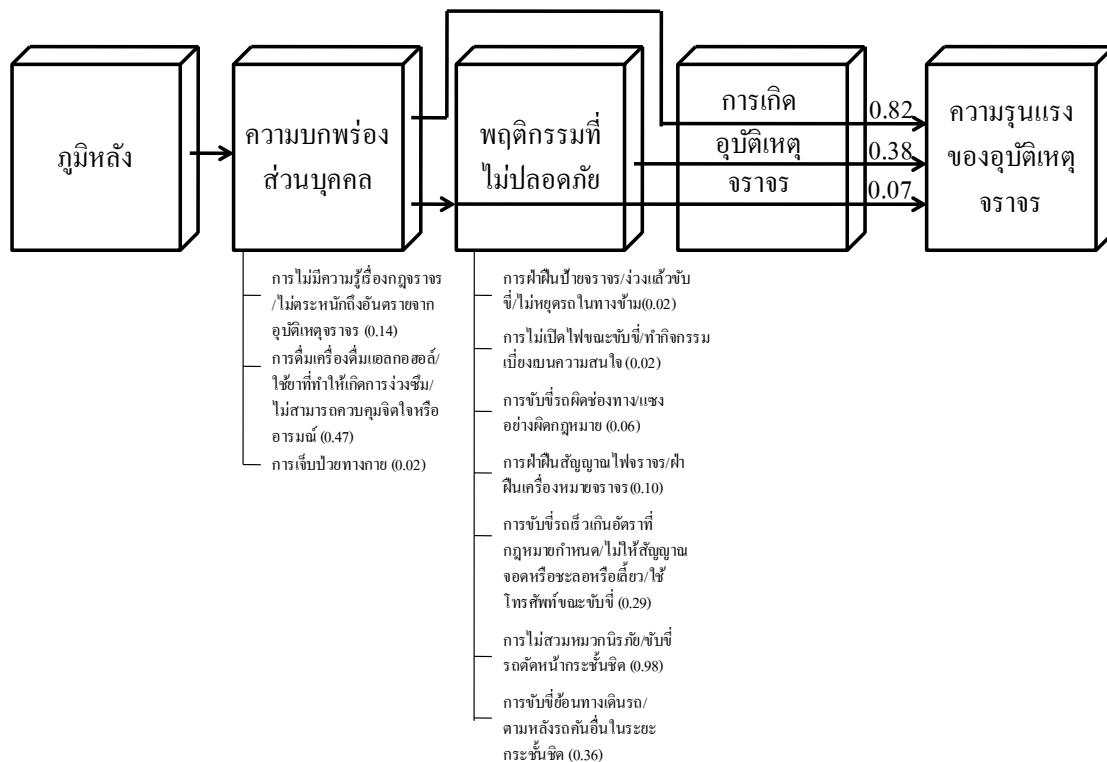 ภูมิหลัง
ความบกพร่อง
ส่วนบุคคล
พฤติกรรมที่
ไม่ปลอดภัย
การเกิด
อุบัติเหตุ
จราจร
0.82
0.38
0.07
ความรุนแรง
ของอุบัติเหตุ
จราจร
การไม่มีความรู้เรื่องกฎจราจร
/ไม่ตระหนักถึงอันตรายจาก
อุบัติเหตุจราจร (0.14)
การดื่มเครื่องดื่มแอลกอฮอล์/
ใช้ยาที่ทำให้เกิดการง่วงซึม/
ไม่สามารถควบคุมจิตใจหรือ
อารมณ์ (0.47)
การเจ็บป่วยทางกาย (0.02)
การฝ่าฝืนป้ายจราจร/ง่วงแล้วขับ
ขี่/ไม่หยุดรถในทางข้าม(0.02)
การไม่เปิดไฟขณะขับขี่/ทำกิจกรรม
เบี่ยงเบนความสนใจ (0.02)
การขับขี่รถผิดช่องทาง/แซง
อย่างผิดกฎหมาย (0.06)
การฝ่าฝืนสัญญาณไฟจราจร/ฝ่า
ฝืนเครื่องหมายจราจร(0.10)
การขับขี่รถเร็วเกินอัตราที่
กฎหมายกำหนด/ไม่ให้สัญญาณ
จอดหรือชะลอหรือเลี้ยว/ใช้
โทรศัพท์ขณะขับขี่ (0.29)
การไม่สวมหมวกนิรภัย/ขับขี่
รถตัดหน้ากระชั้นชิด (0.98)
การขับขี่ย้อนทางเดินรถ/
ตามหลังรถคันอื่นในระยะ
กระชั้นชิด (0.36)